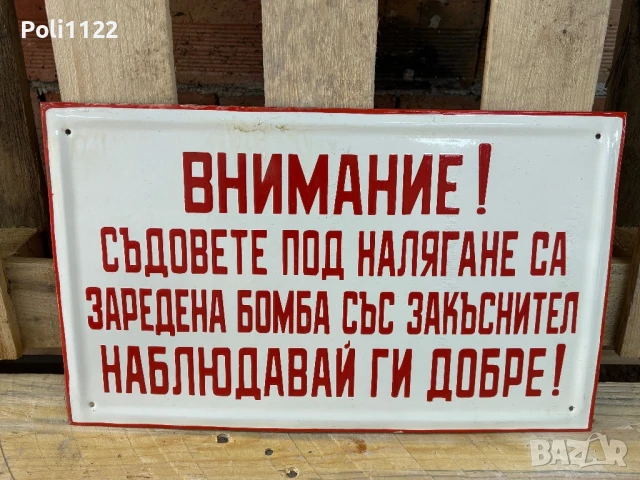 Poli1122
ВНИМАНИЕ!
СЪДОВЕТЕ ПОД НАЛЯГАНЕ СА
ЗАРЕДЕНА БОМБА СЪС ЗАКЪСНИТЕЛ
НАБЛЮДАВАЙ ГИ ДОБРЕ!
BAZAR